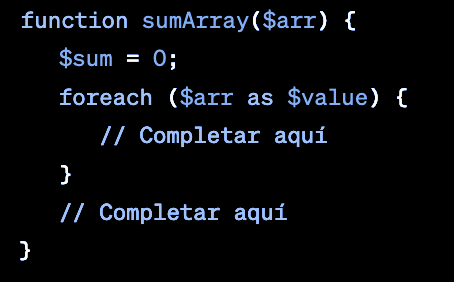 function sumArray($arr) {
$sum = 0;
foreach ($arr as $value) {
// Completar aquí
}
// Completar aquí
}